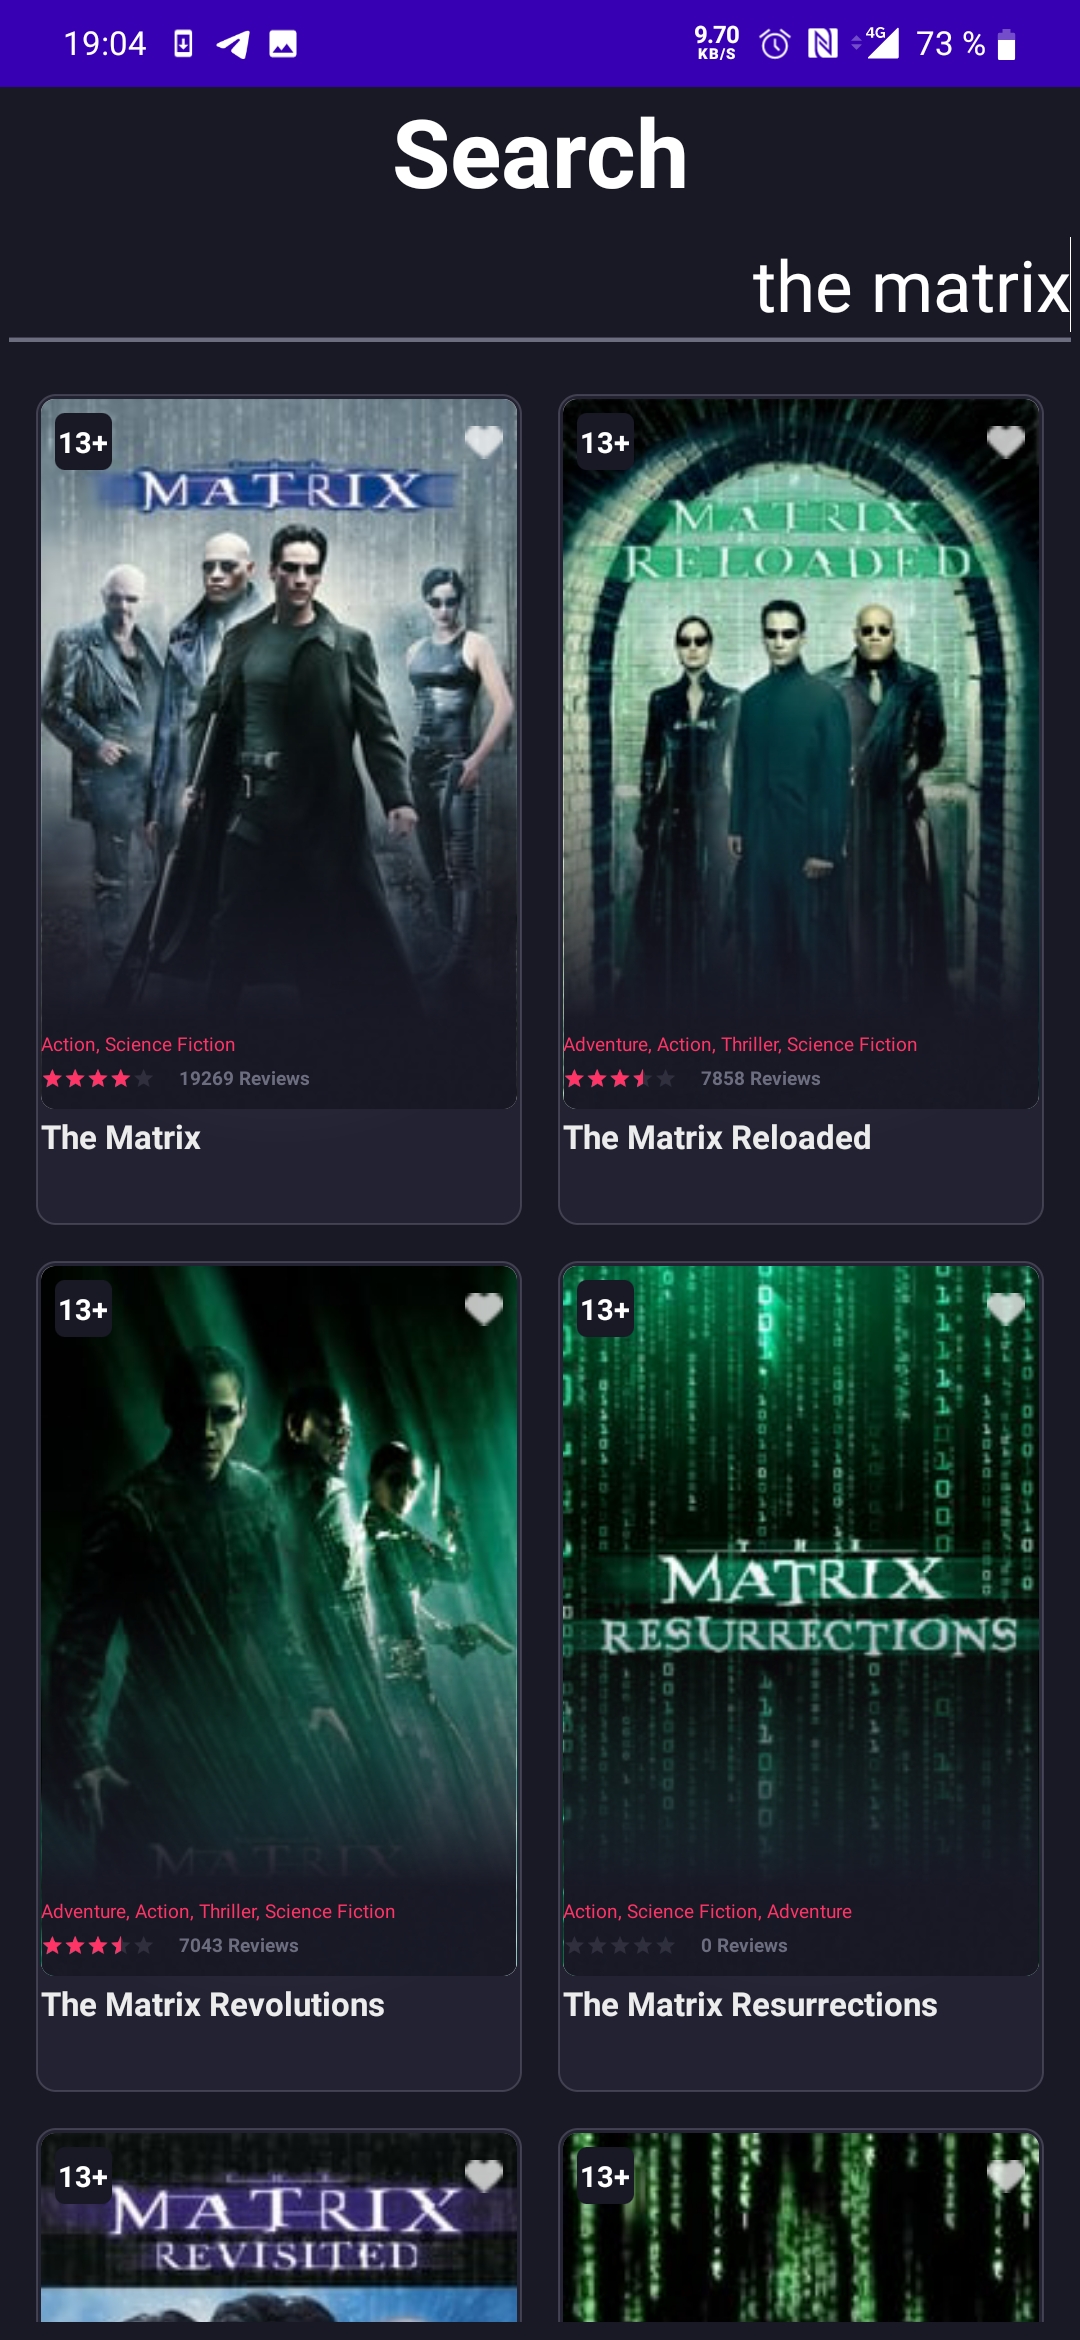 19:04 9.70 KB/S 4G 73 %
Search
the matrix
13+
MATRIX
Action, Science Fiction
19269 Reviews
The Matrix
13+
MATRIX
RELOADED
Adventure, Action, Thriller, Science Fiction
7858 Reviews
The Matrix Reloaded
13+
MATRIX
Adventure, Action, Thriller, Science Fiction
7043 Reviews
The Matrix Revolutions
13+
THE
MATRIX
RESURRECTIONS
Action, Science Fiction, Adventure
0 Reviews
The Matrix Resurrections
13+
THE
MATRIX
REVISITED
13+